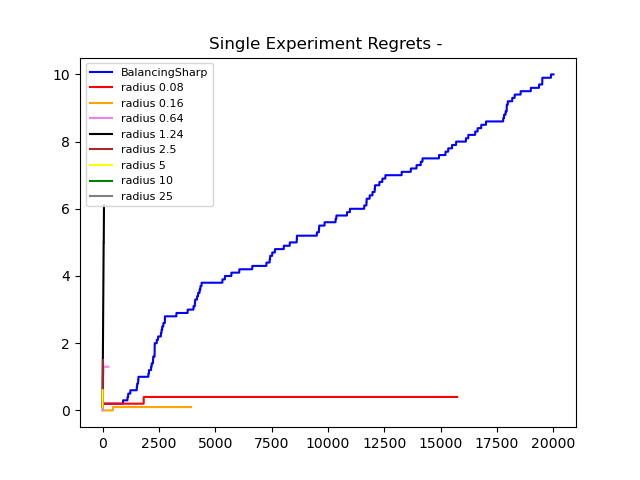 Single Experiment Regrets -
10
8
6
4
2
0
BalancingSharp
radius 0.08
radius 0.16
radius 0.64
radius 1.24
radius 2.5
radius 5
radius 10
radius 25
0 2500 5000 7500 10000 12500 15000 17500 20000